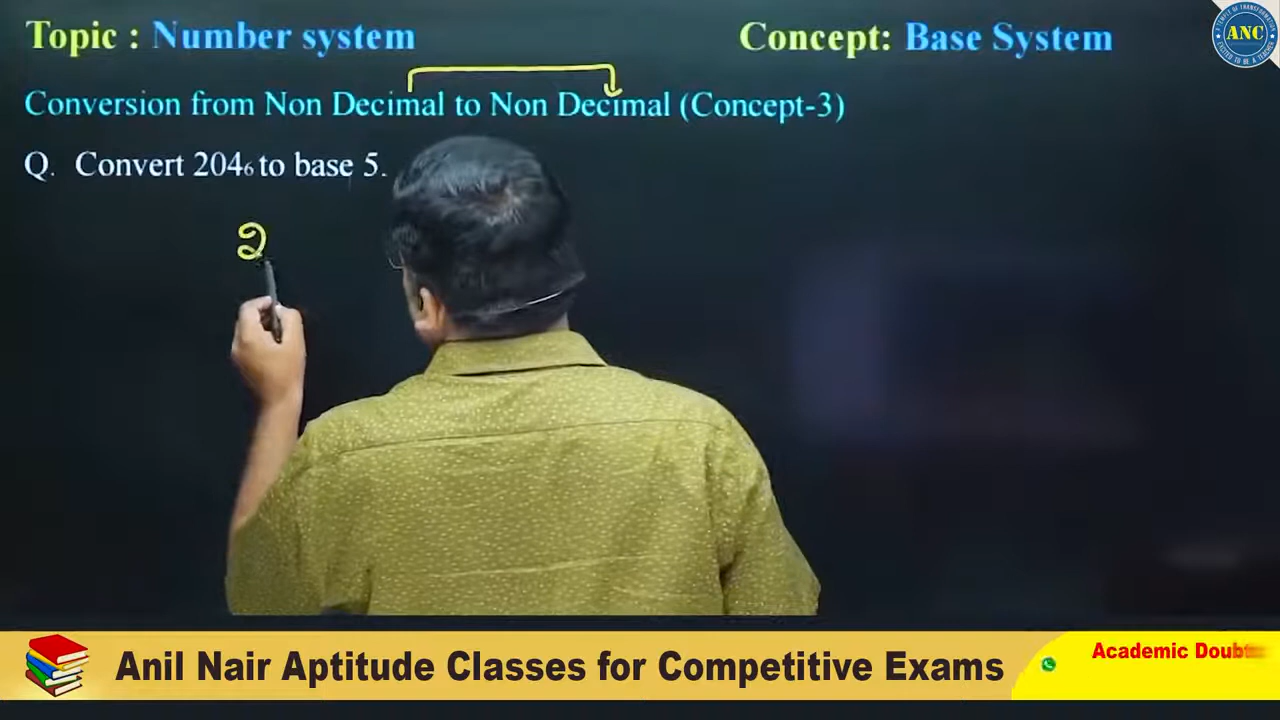 Topic : Number system
Concept: Base System
ANC
Conversion from Non Decimal to Non Decimal (Concept-3)
Q. Convert 204₆ to base 5.
2
Anil Nair Aptitude Classes for Competitive Exams
Academic